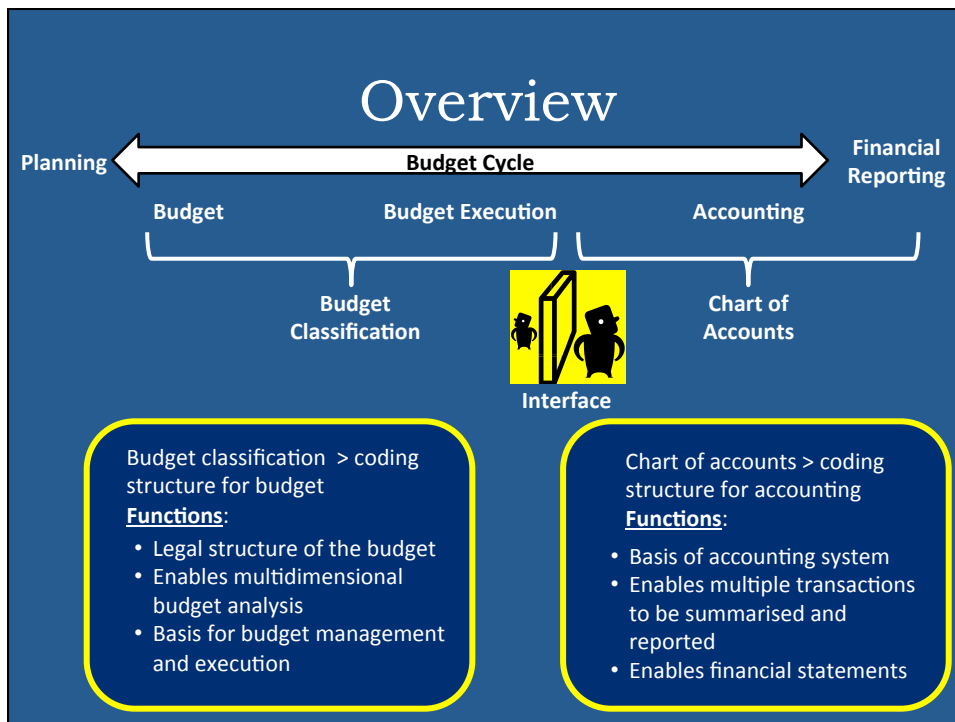 Overview
Planning
Budget Cycle
Financial
Reporting
Budget
Budget Execution
Accounting
Budget
Classification
Chart of
Accounts
Interface
Budget classification > coding
structure for budget
Functions:
• Legal structure of the budget
• Enables multidimensional
budget analysis
• Basis for budget management
and execution
Chart of accounts > coding
structure for accounting
Functions:
• Basis of accounting system
• Enables multiple transactions
to be summarised and
reported
• Enables financial statements